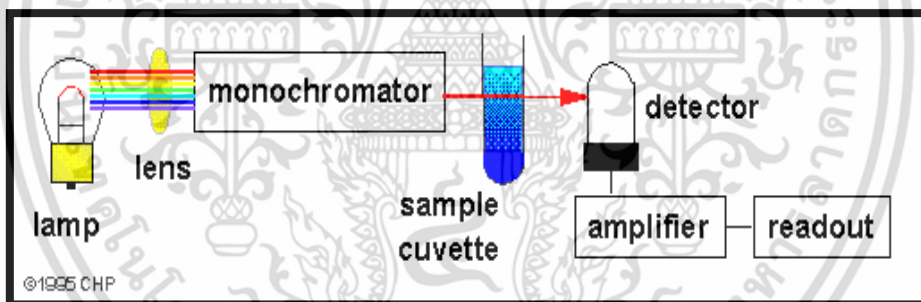 monochromator
detector
lens
lamp
sample
cuvette
amplifier
readout
©1995 CHP